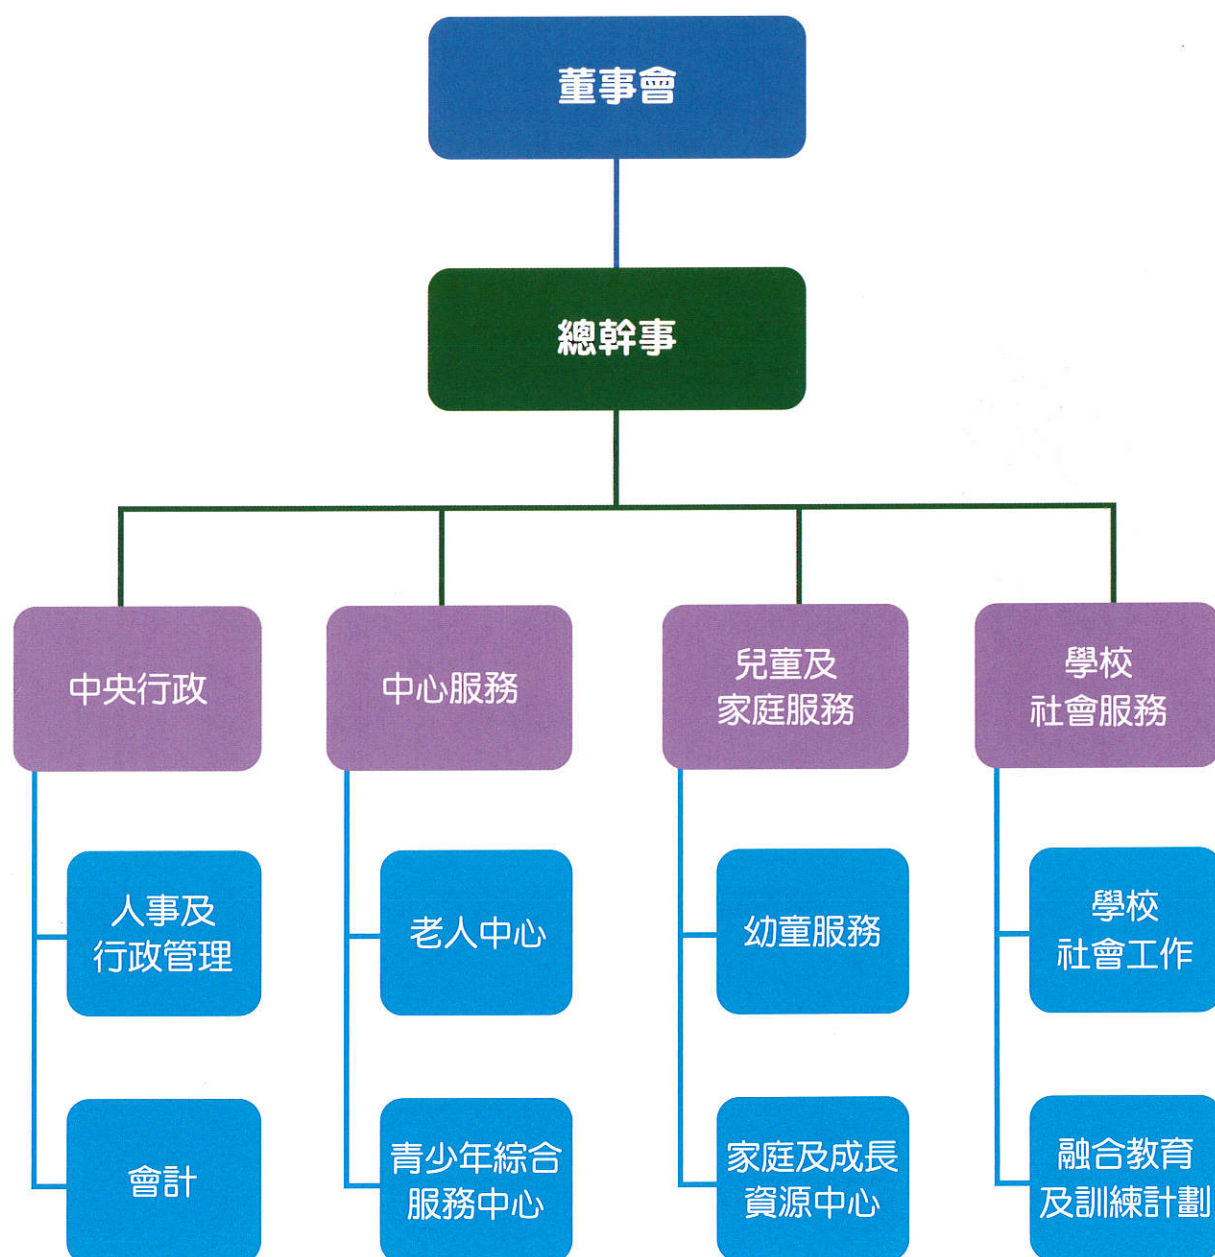 董事會
總幹事
中央行政
中心服務
兒童及
家庭服務
學校
社會服務
人事及
行政管理
老人中心
幼童服務
學校
社會工作
會計
青少年綜合
服務中心
家庭及成長
資源中心
融合教育
及訓練計劃